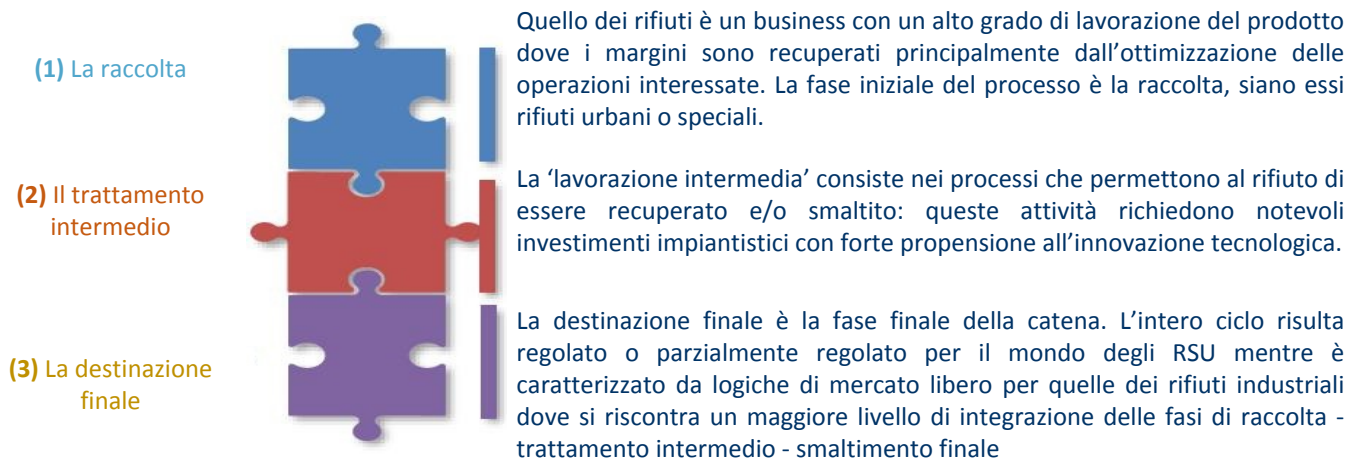 (1) La raccolta
Quello dei rifiuti è un business con un alto grado di lavorazione del prodotto
dove i margini sono recuperati principalmente dall’ottimizzazione delle
operazioni interessate. La fase iniziale del processo è la raccolta, siano essi
rifiuti urbani o speciali.
(2) Il trattamento
intermedio
La ‘lavorazione intermedia’ consiste nei processi che permettono al rifiuto di
essere recuperato e/o smaltito: queste attività richiedono notevoli
investimenti impiantistici con forte propensione all’innovazione tecnologica.
(3) La destinazione
finale
La destinazione finale è la fase finale della catena. L’intero ciclo risulta
regolato o parzialmente regolato per il mondo degli RSU mentre è
caratterizzato da logiche di mercato libero per quelle dei rifiuti industriali
dove si riscontra un maggiore livello di integrazione delle fasi di raccolta -
trattamento intermedio - smaltimento finale